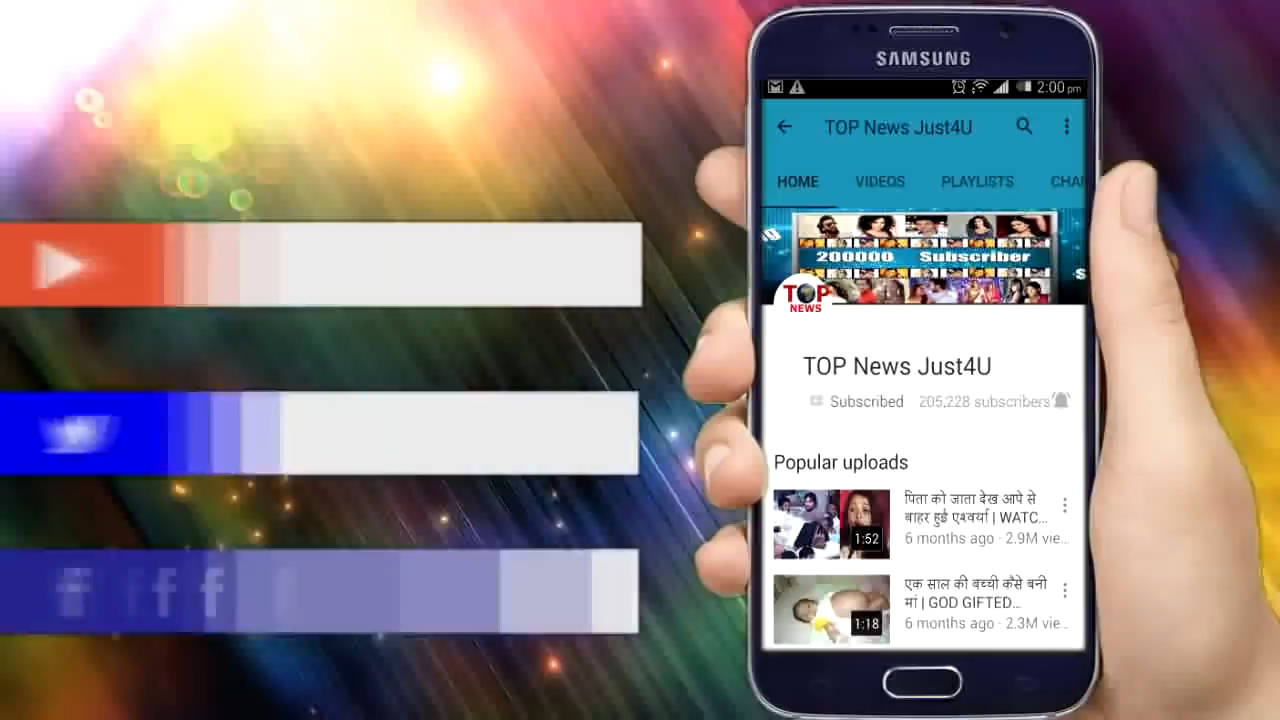 SAMSUNG
2:00 pm
TOP News Just4U
HOME VIDEOS PLAYLISTS CHA
200000 Subscriber
TOP
NEWS
TOP News Just4U
Subscribed 205,228 subscribers
Popular uploads
पिता को जाता देख आपे से
बाहर हुई एश्वर्या | WATC...
6 months ago · 2.9M vie...
1:52
एक साल की बच्ची कैसे बनी
मां | GOD GIFTED...
6 months ago · 2.3M vie...
1:18
f f